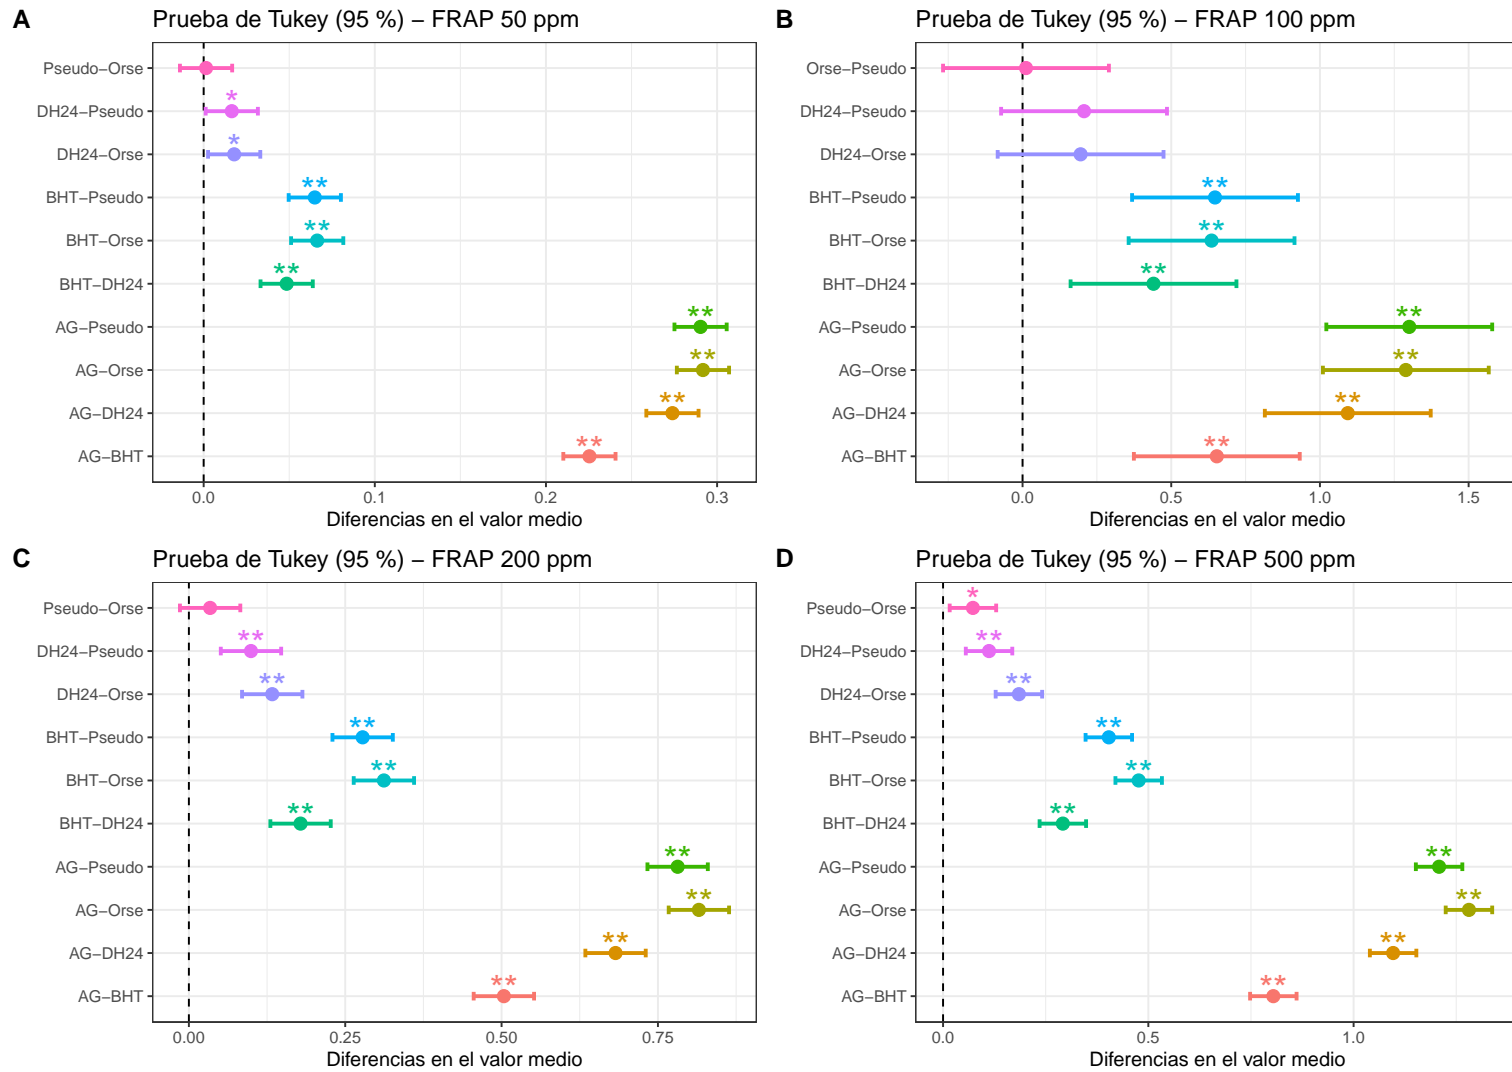 A
Prueba de Tukey (95 %) – FRAP 50 ppm
Pseudo–Orse
DH24–Pseudo
*
DH24–Orse
*
BHT–Pseudo
**
BHT–Orse
**
BHT–DH24
**
AG–Pseudo
**
AG–Orse
**
AG–DH24
**
AG–BHT
**
0.0 0.1 0.2 0.3
Diferencias en el valor medio
B
Prueba de Tukey (95 %) – FRAP 100 ppm
Orse–Pseudo
DH24–Pseudo
DH24–Orse
BHT–Pseudo
**
BHT–Orse
**
BHT–DH24
**
AG–Pseudo
**
AG–Orse
**
AG–DH24
**
AG–BHT
**
0.0 0.5 1.0 1.5
Diferencias en el valor medio
C
Prueba de Tukey (95 %) – FRAP 200 ppm
Pseudo–Orse
DH24–Pseudo
**
DH24–Orse
**
BHT–Pseudo
**
BHT–Orse
**
BHT–DH24
**
AG–Pseudo
**
AG–Orse
**
AG–DH24
**
AG–BHT
**
0.00 0.25 0.50 0.75
Diferencias en el valor medio
D
Prueba de Tukey (95 %) – FRAP 500 ppm
Pseudo–Orse
*
DH24–Pseudo
**
DH24–Orse
**
BHT–Pseudo
**
BHT–Orse
**
BHT–DH24
**
AG–Pseudo
**
AG–Orse
**
AG–DH24
**
AG–BHT
**
0.0 0.5 1.0
Diferencias en el valor medio